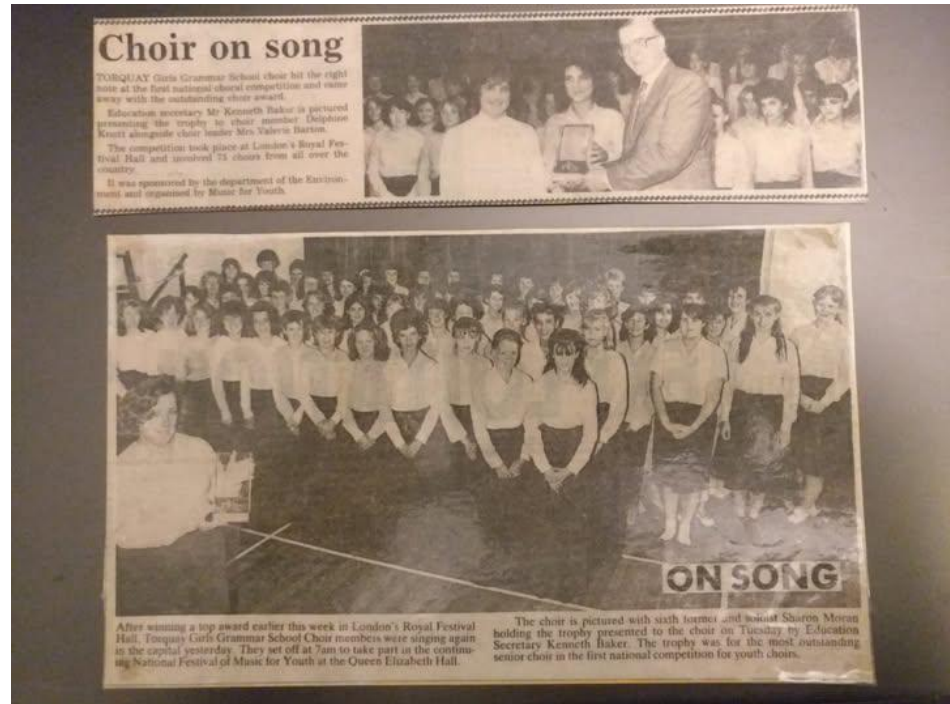 Choir on song
TORQUAY Girls Grammar School choir hit the right
note at the first national choral competition and came
away with the outstanding choir award.
Education secretary Mr Kenneth Baker is pictured
presenting the trophy to choir member Delphine
Knott alongside choir leader Mrs Valerie Barton.
The competition took place at London's Royal Fes-
tival Hall and involved 75 choirs from all over the
country.
It was sponsored by the department of the Environ-
ment and organised by Music for Youth.
ON SONG
After winning a top award earlier this week in London's Royal Festival
Hall, Torquay Girls Grammar School Choir members were singing again
in the capital yesterday. They set off at 7am to take part in the continu-
ing National Festival of Music for Youth at the Queen Elizabeth Hall.
The choir is pictured with sixth former and soloist Sharon Moran
holding the trophy presented to the choir on Tuesday by Education
Secretary Kenneth Baker. The trophy was for the most outstanding
senior choir in the first national competition for youth choirs.